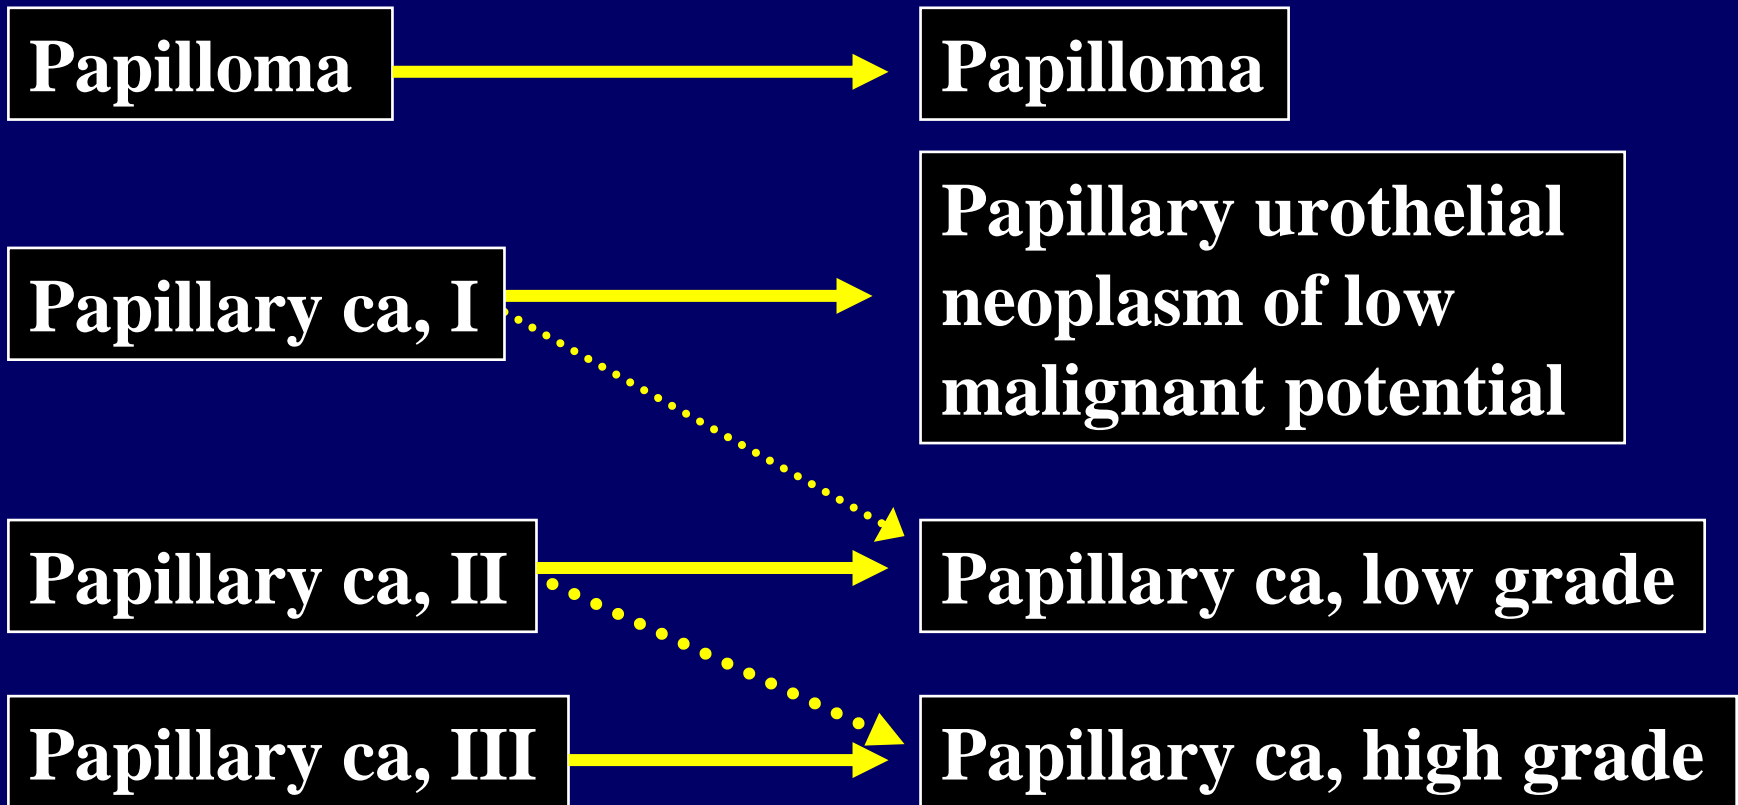 Papilloma
Papilloma
Papillary urothelial
neoplasm of low
malignant potential
Papillary ca, I
Papillary ca, II
Papillary ca, low grade
Papillary ca, III
Papillary ca, high grade